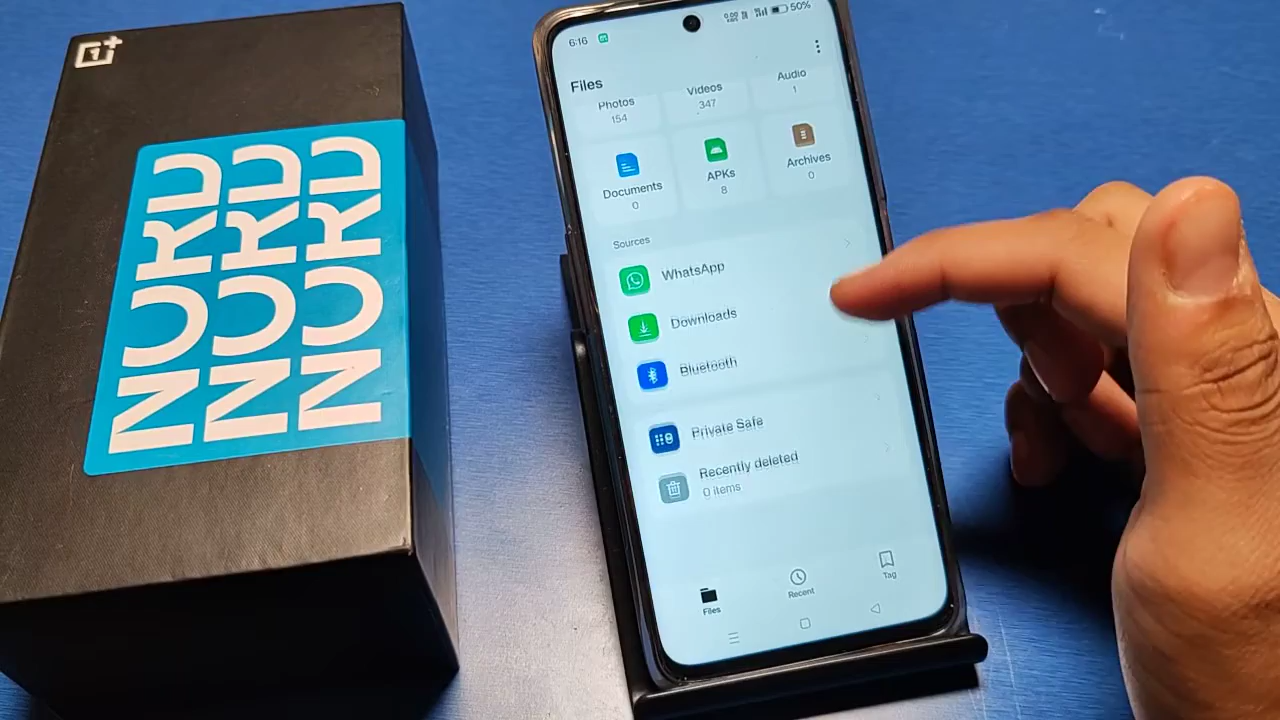 NORD
NORD
NORD
6:16
50%
Files
Photos
154
Videos
347
Audio
1
Documents
0
APKs
8
Archives
0
Sources
WhatsApp
Downloads
Bluetooth
Private Safe
Recently deleted
0 items
Files
Recent
Tag